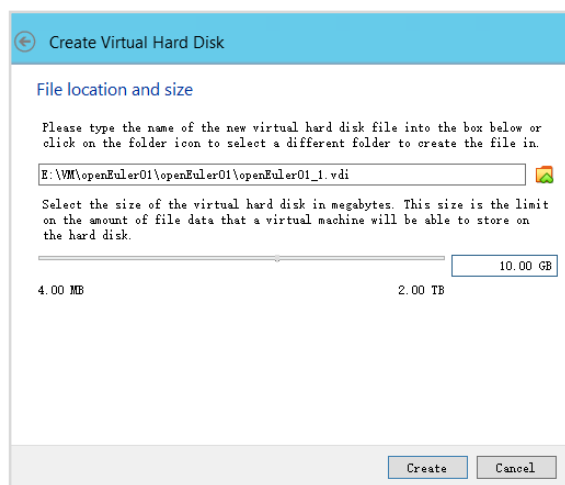 Create Virtual Hard Disk
File location and size
Please type the name of the new virtual hard disk file into the box below or
click on the folder icon to select a different folder to create the file in.
E:\VM\openEuler01\openEuler01\openEuler01_1.vdi
Select the size of the virtual hard disk in megabytes. This size is the limit
on the amount of file data that a virtual machine will be able to store on
the hard disk.
10.00 GB
4.00 MB 2.00 TB
Create Cancel